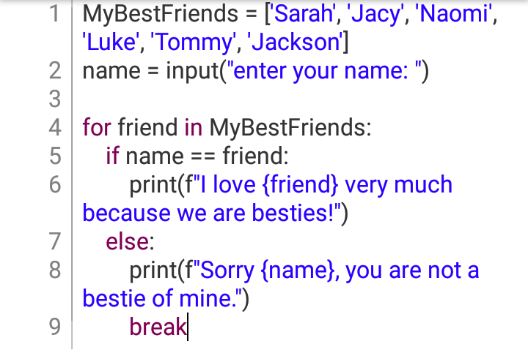 1 MyBestFriends = ['Sarah', 'Jacy', 'Naomi',
'Luke', 'Tommy', 'Jackson']
2 name = input("enter your name: ")
3
4 for friend in MyBestFriends:
5 if name == friend:
6 print(f"I love {friend} very much
because we are besties!")
7 else:
8 print(f"Sorry {name}, you are not a
bestie of mine.")
9 break